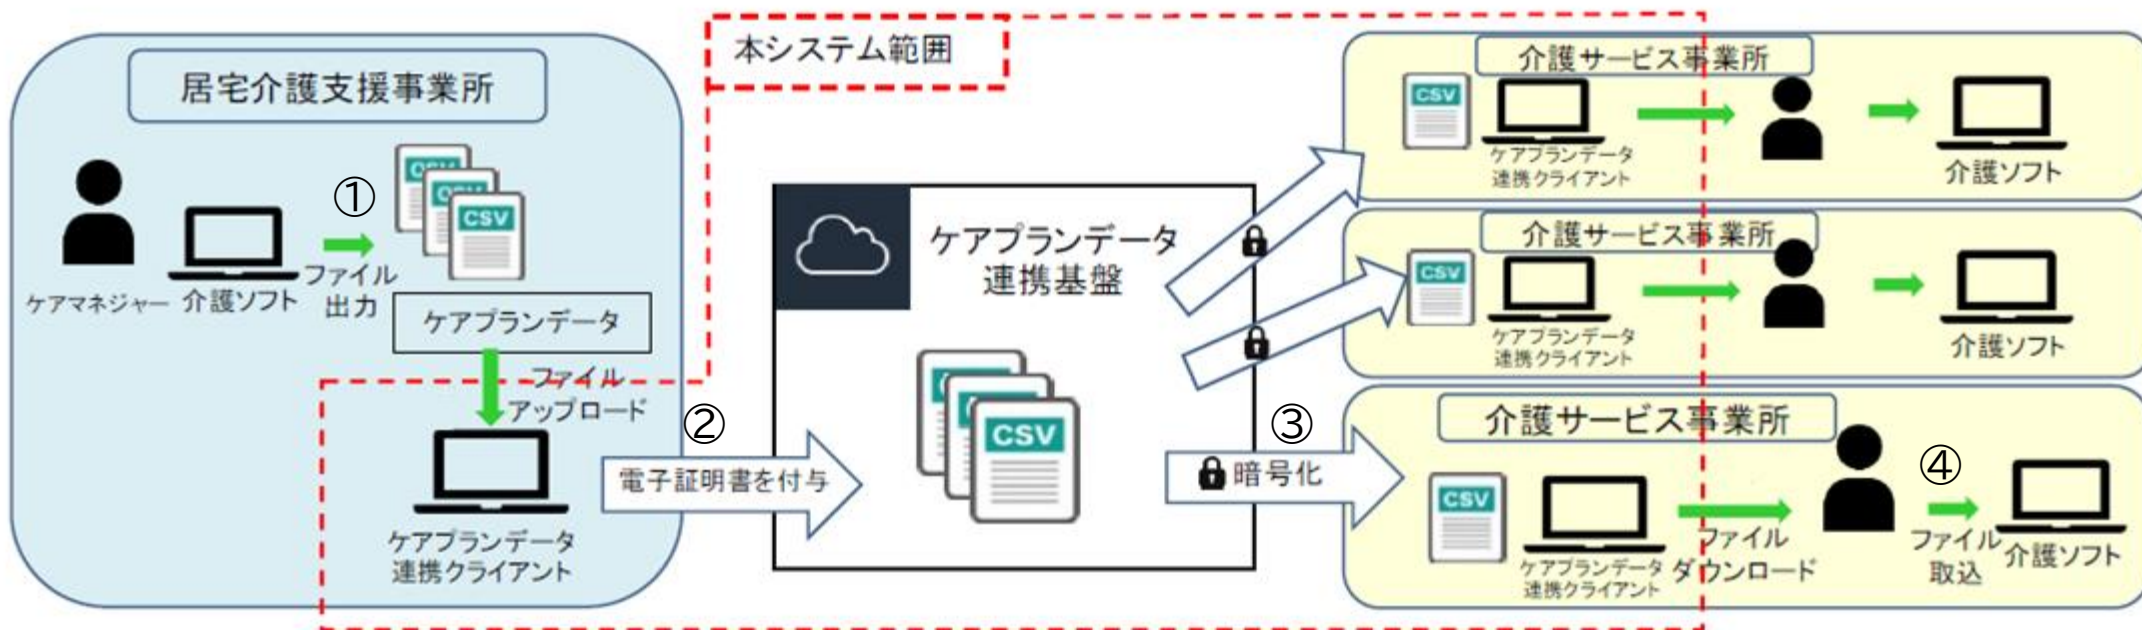 本システム範囲
居宅介護支援事業所
①
CSV
ケアマネジャー
介護ソフト
ファイル
出力
ケアプランデータ
ファイル
アップロード
ケアプランデータ
連携クライアント
②
電子証明書を付与
ケアプランデータ
連携基盤
CSV
③
暗号化
介護サービス事業所
CSV
ケアプランデータ
連携クライアント
介護ソフト
介護サービス事業所
CSV
ケアプランデータ
連携クライアント
介護ソフト
介護サービス事業所
CSV
ケアプランデータ
連携クライアント
ファイル
ダウンロード
④
ファイル
取込
介護ソフト